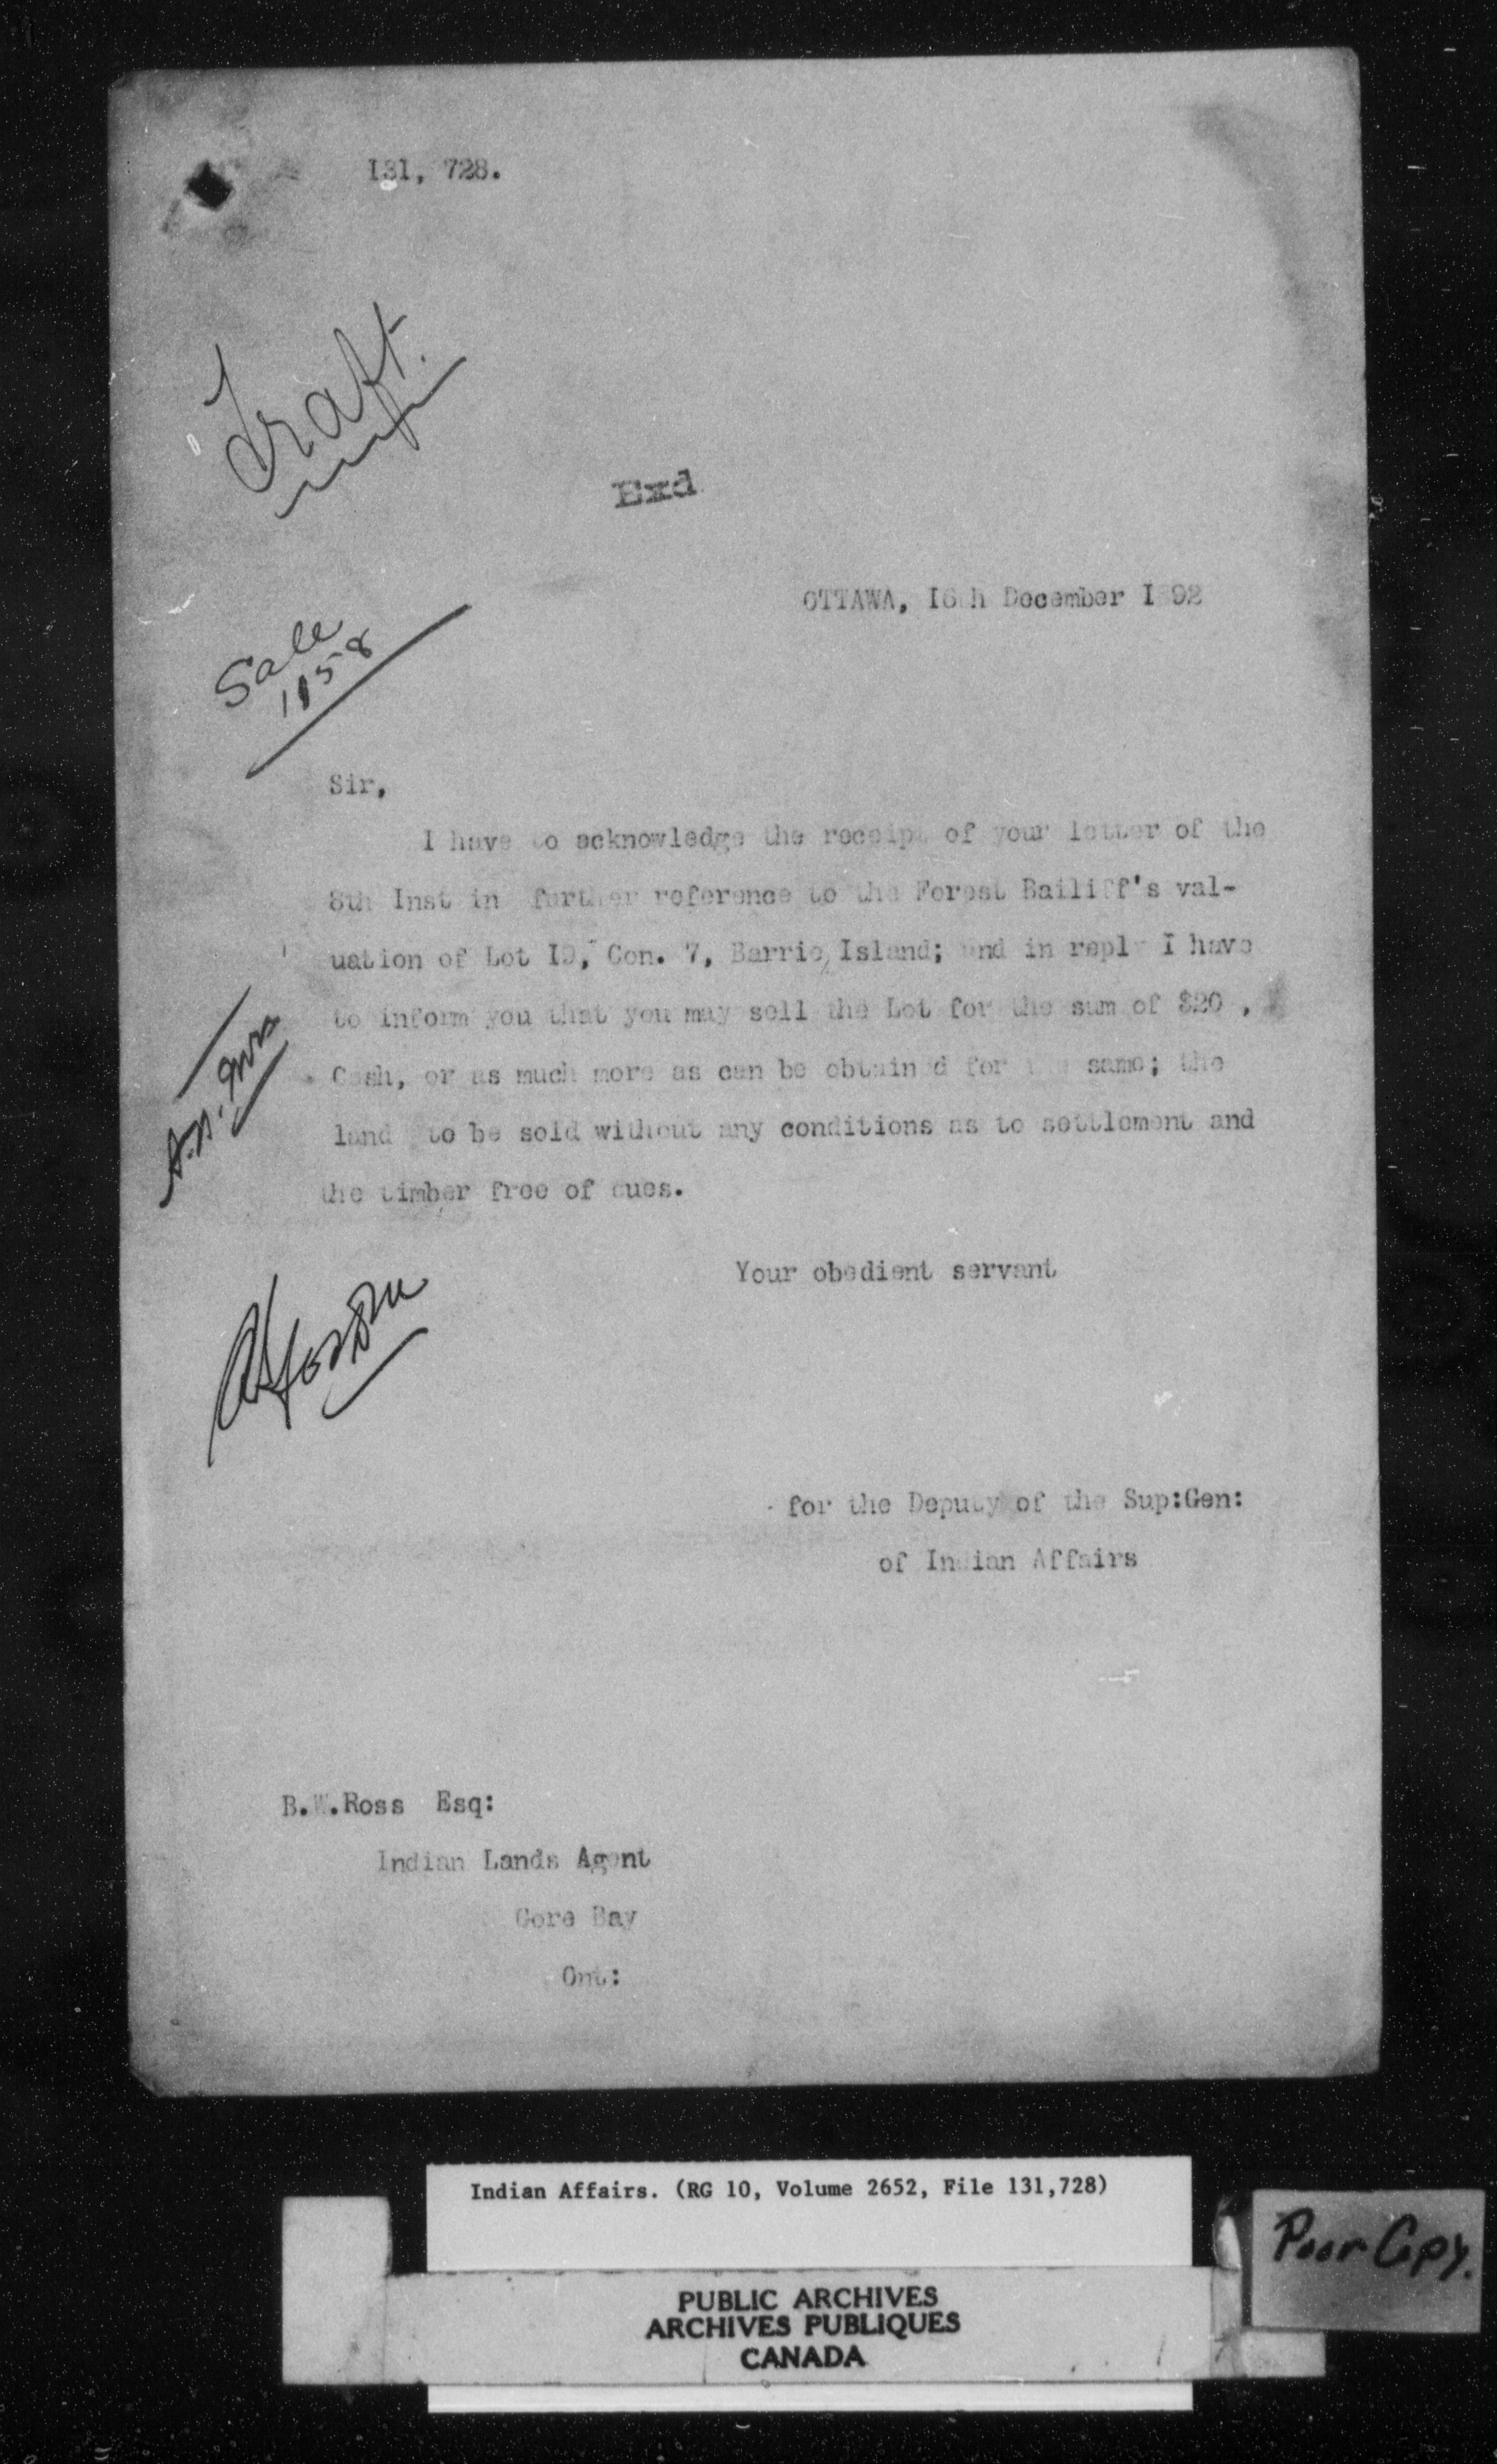 131, 728.
Draft.
Exd
OTTAWA, 16th December 1892
Sale
1158
Sir,
I have to acknowledge the receipt of your letter of the
8th Inst in further reference to the Forest Bailiff's val-
uation of Lot 19, Con. 7, Barrie Island; and in reply I have
to inform you that you may sell the Lot for the sum of $20,
Cash, or as much more as can be obtained for the same; the
land to be sold without any conditions as to settlement and
the timber free of dues.
Your obedient servant
for the Deputy of the Sup:Gen:
of Indian Affairs
B.W.Ross Esq:
Indian Lands Agent
Gore Bay
Ont:
Indian Affairs. (RG 10, Volume 2652, File 131,728)
Poor Copy.
PUBLIC ARCHIVES
ARCHIVES PUBLIQUES
CANADA